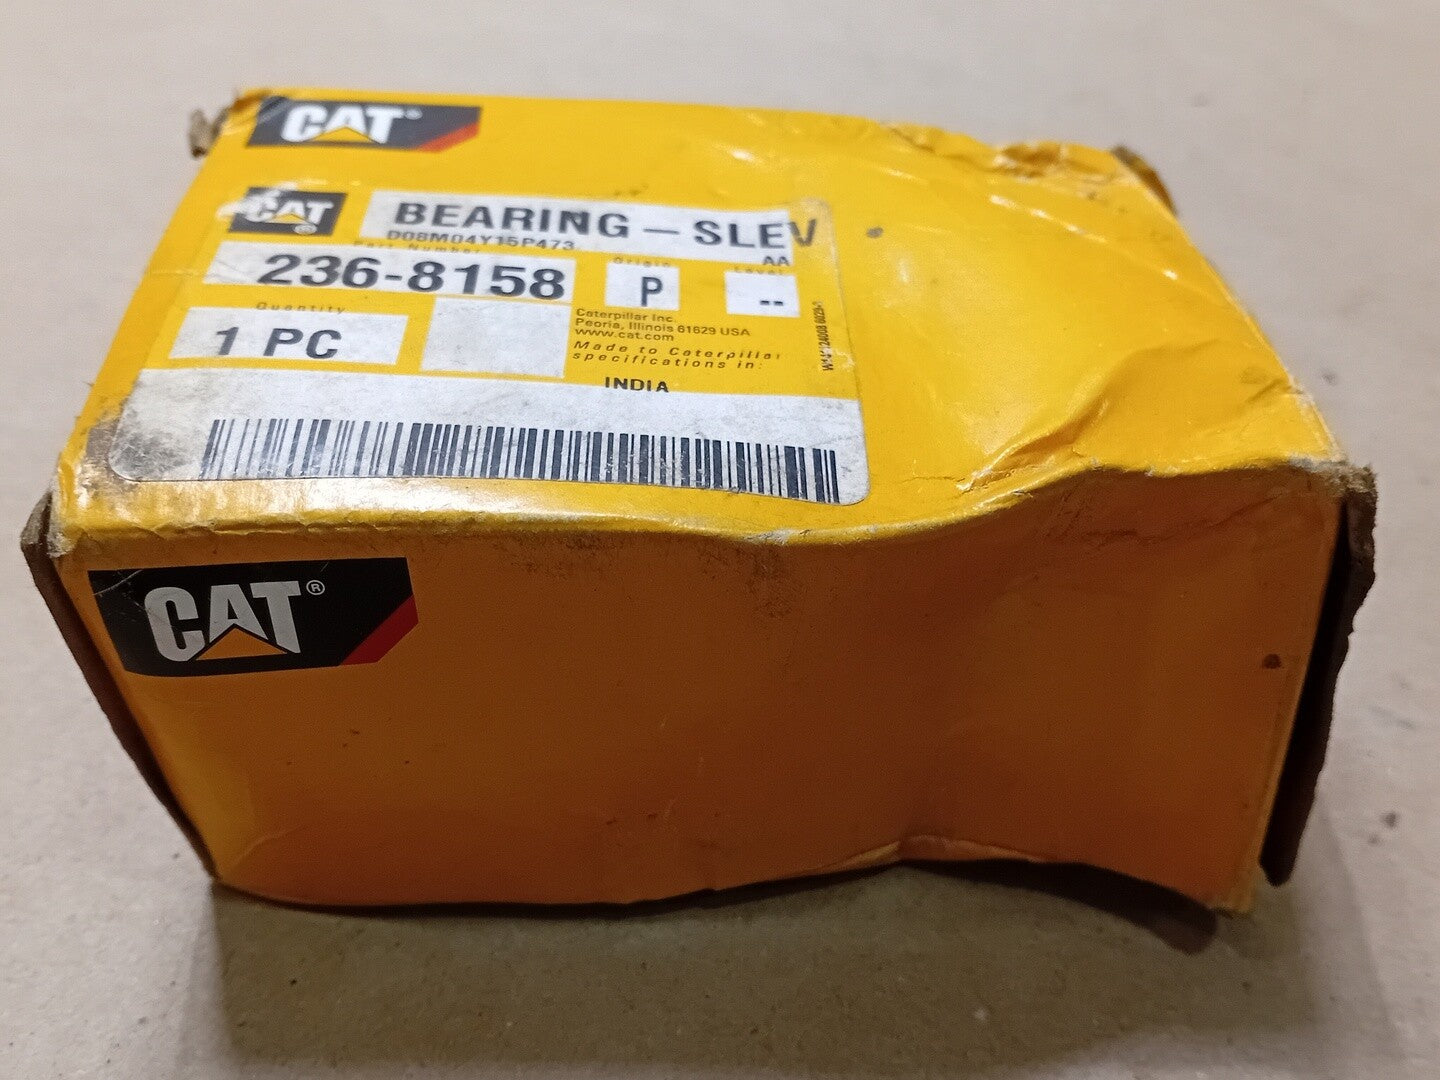 CAT
CAT ®
BEARING – SLEV
D08M04Y15P473
AA
Part Number
236-8158
Origin
P
Level
--
Quantity
1 PC
Caterpillar Inc.
Peoria, Illinois 61629 USA
www.cat.com
Made to Caterpillar
specifications in:
INDIA
CAT ®